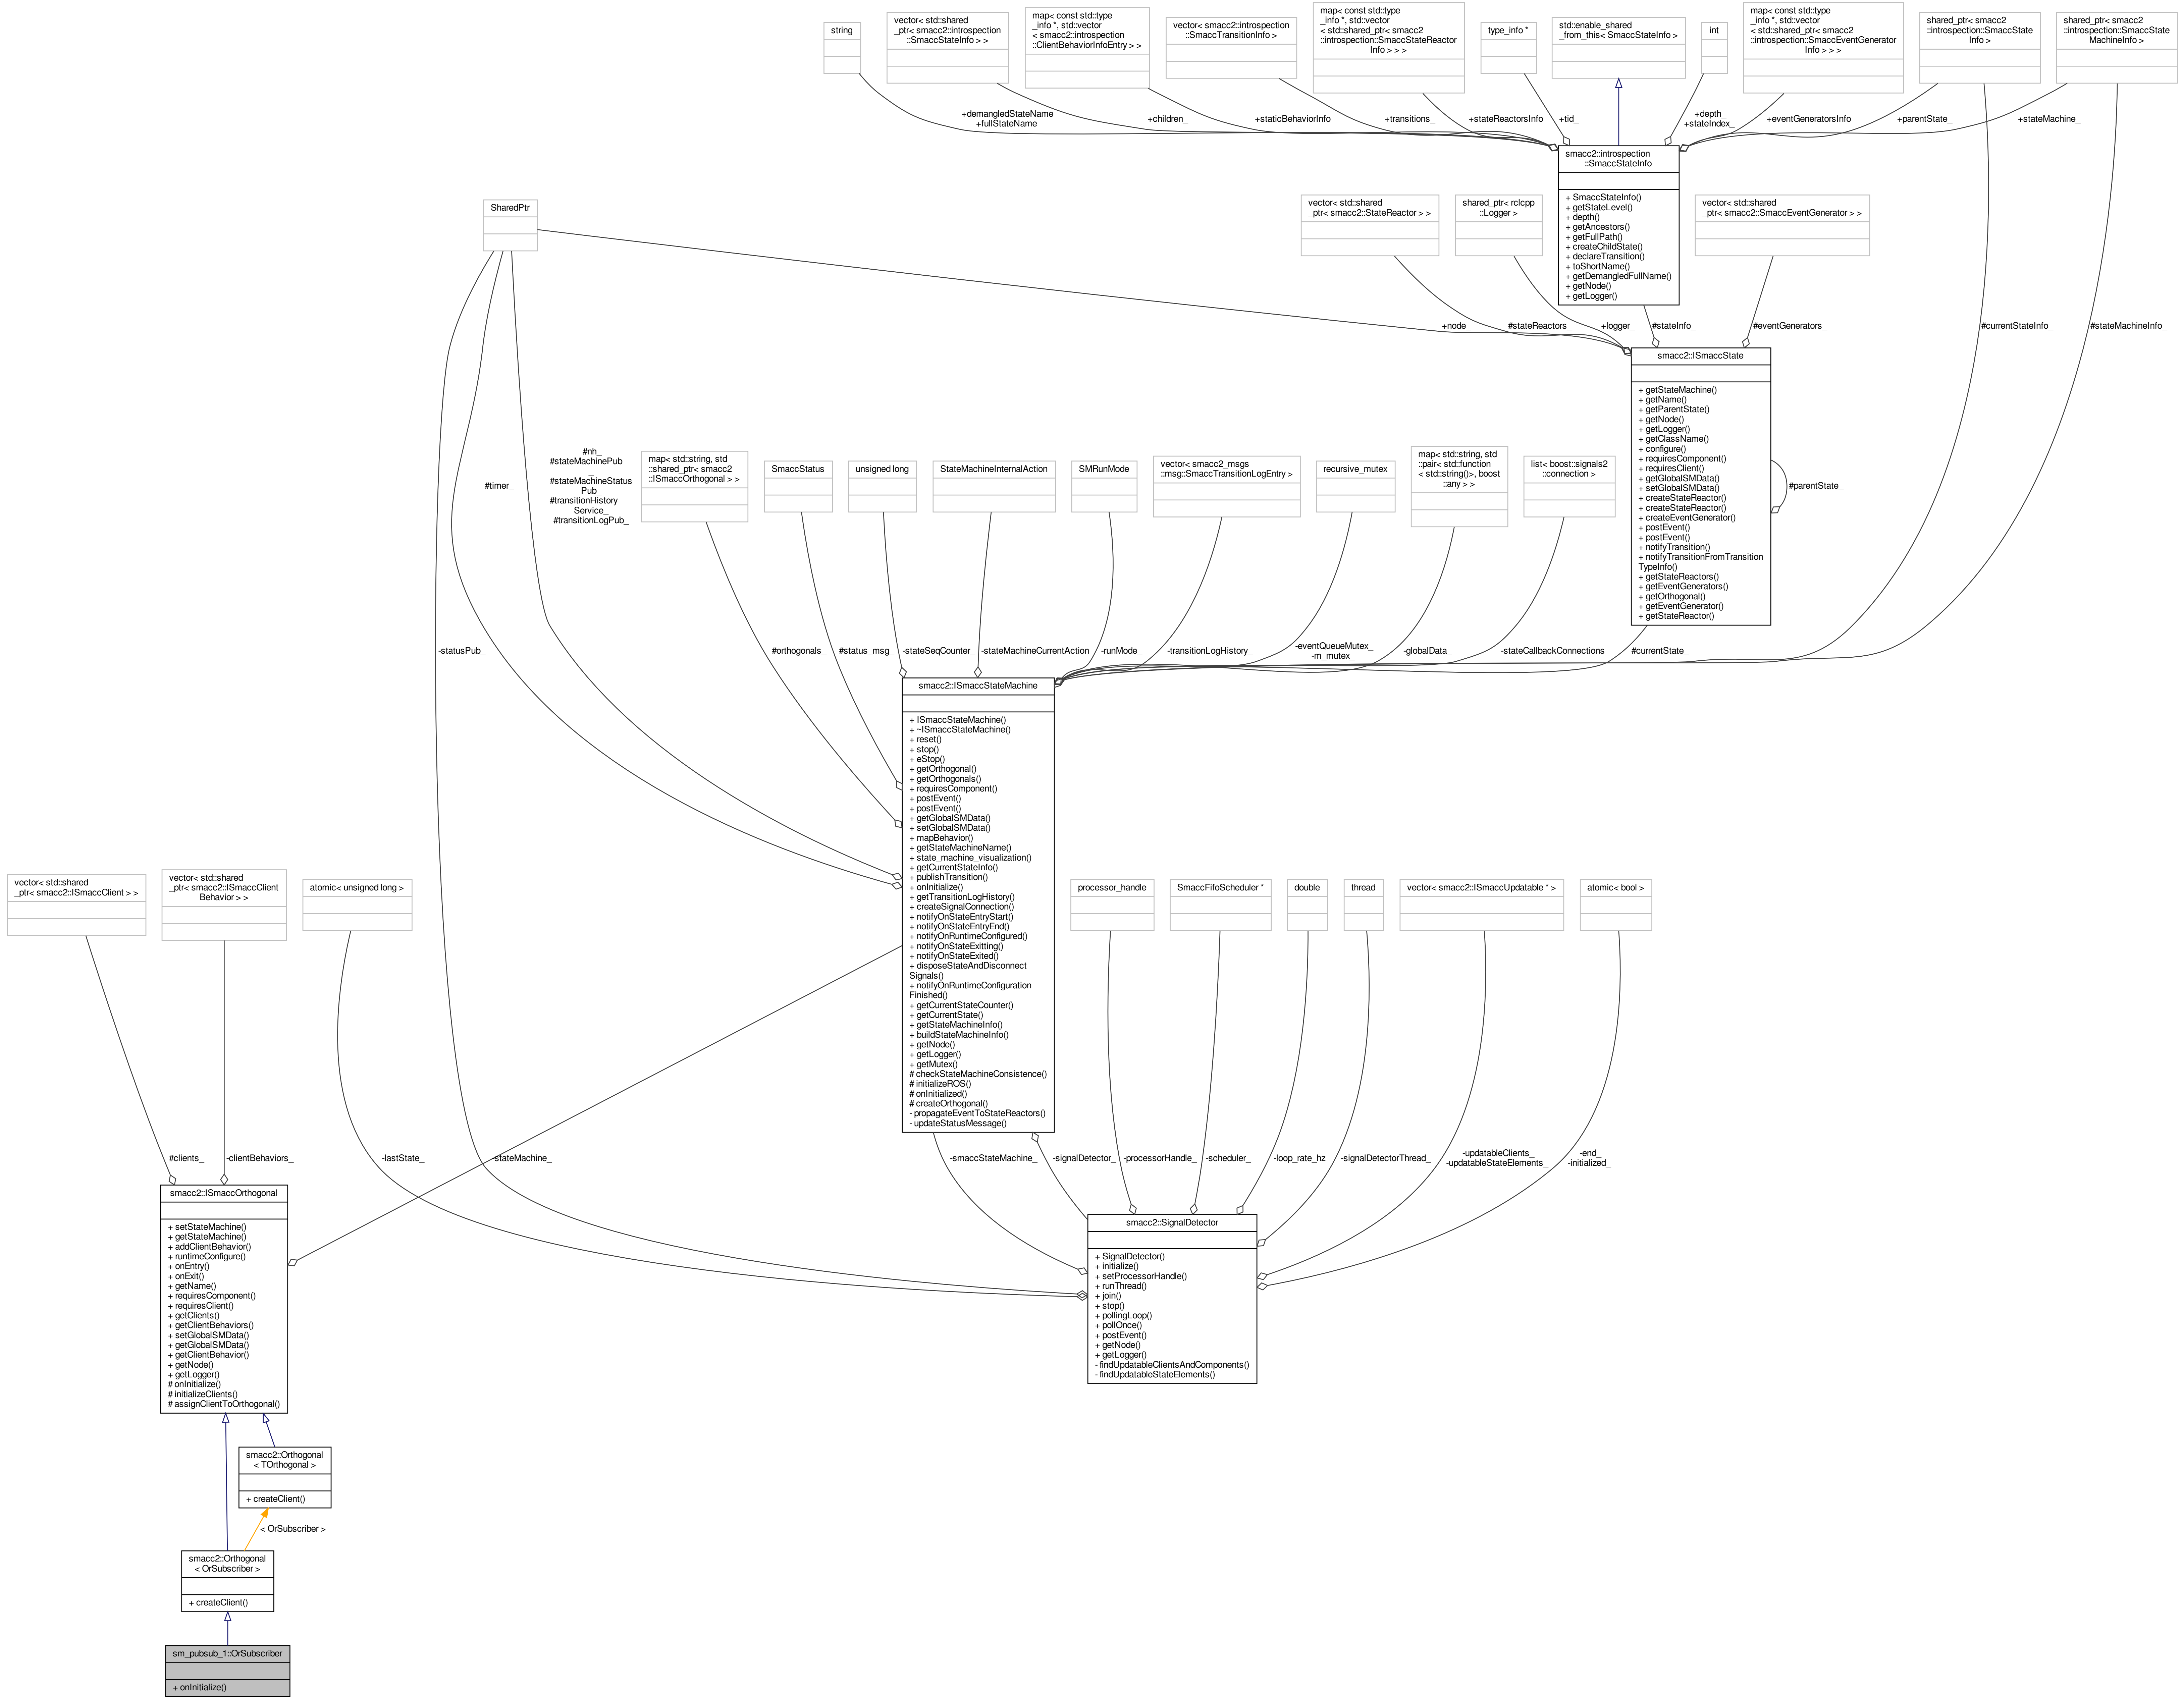 string
vector< std::shared
_ptr< smacc2::introspection
::SmaccStateInfo > >
map< const std::type
_info *, std::vector
< smacc2::introspection
::ClientBehaviorInfoEntry > >
vector< smacc2::introspection
::SmaccTransitionInfo >
map< const std::type
_info *, std::vector
< std::shared_ptr< smacc2
::introspection::SmaccStateReactor
Info > > >
type_info *
std::enable_shared
_from_this< SmaccStateInfo >
int
map< const std::type
_info *, std::vector
< std::shared_ptr< smacc2
::introspection::SmaccEventGenerator
Info > > >
shared_ptr< smacc2
::introspection::SmaccState
Info >
shared_ptr< smacc2
::introspection::SmaccState
MachineInfo >
+demangledStateName
+fullStateName
+children_
+staticBehaviorInfo
+transitions_
+stateReactorsInfo
+tid_
+depth_
+stateIndex_
+eventGeneratorsInfo
+parentState_
+stateMachine_
smacc2::introspection
::SmaccStateInfo
+ SmaccStateInfo()
+ getStateLevel()
+ depth()
+ getAncestors()
+ getFullPath()
+ createChildState()
+ declareTransition()
+ toShortName()
+ getDemangledFullName()
+ getNode()
+ getLogger()
SharedPtr
vector< std::shared
_ptr< smacc2::StateReactor > >
shared_ptr< rclcpp
::Logger >
vector< std::shared
_ptr< smacc2::SmaccEventGenerator > >
+node_
#stateReactors_
+logger_
#stateInfo_
#eventGenerators_
#currentStateInfo_
#stateMachineInfo_
smacc2::ISmaccState
+ getStateMachine()
+ getName()
+ getParentState()
+ getNode()
+ getLogger()
+ getClassName()
+ configure()
+ requiresComponent()
+ requiresClient()
+ getGlobalSMData()
+ setGlobalSMData()
+ createStateReactor()
+ createStateReactor()
+ createEventGenerator()
+ postEvent()
+ postEvent()
+ notifyTransition()
+ notifyTransitionFromTransition
TypeInfo()
+ getStateReactors()
+ getEventGenerators()
+ getOrthogonal()
+ getEventGenerator()
+ getStateReactor()
#parentState_
#timer_
#nh_
#stateMachinePub
_
#stateMachineStatus
Pub_
#transitionHistory
Service_
#transitionLogPub_
map< std::string, std
::shared_ptr< smacc2
::ISmaccOrthogonal > >
SmaccStatus
unsigned long
StateMachineInternalAction
SMRunMode
vector< smacc2_msgs
::msg::SmaccTransitionLogEntry >
recursive_mutex
map< std::string, std
::pair< std::function
< std::string()>, boost
::any > >
list< boost::signals2
::connection >
-statusPub_
#orthogonals_
#status_msg_
-stateSeqCounter_
-stateMachineCurrentAction
-runMode_
-transitionLogHistory_
-eventQueueMutex_
-m_mutex_
-globalData_
-stateCallbackConnections
#currentState_
smacc2::ISmaccStateMachine
+ ISmaccStateMachine()
+ ~ISmaccStateMachine()
+ reset()
+ stop()
+ eStop()
+ getOrthogonal()
+ getOrthogonals()
+ requiresComponent()
+ postEvent()
+ postEvent()
+ getGlobalSMData()
+ setGlobalSMData()
+ mapBehavior()
+ getStateMachineName()
+ state_machine_visualization()
+ getCurrentStateInfo()
+ publishTransition()
+ onInitialize()
+ getTransitionLogHistory()
+ createSignalConnection()
+ notifyOnStateEntryStart()
+ notifyOnStateEntryEnd()
+ notifyOnRuntimeConfigured()
+ notifyOnStateExitting()
+ notifyOnStateExited()
+ disposeStateAndDisconnect
Signals()
+ notifyOnRuntimeConfiguration
Finished()
+ getCurrentStateCounter()
+ getCurrentState()
+ getStateMachineInfo()
+ buildStateMachineInfo()
+ getNode()
+ getLogger()
+ getMutex()
# checkStateMachineConsistence()
# initializeROS()
# onInitialized()
# createOrthogonal()
- propagateEventToStateReactors()
- updateStatusMessage()
vector< std::shared
_ptr< smacc2::ISmaccClient > >
vector< std::shared
_ptr< smacc2::ISmaccClient
Behavior > >
atomic< unsigned long >
processor_handle
SmaccFifoScheduler *
double
thread
vector< smacc2::ISmaccUpdatable * >
atomic< bool >
#clients_
-clientBehaviors_
-lastState_
-stateMachine_
-smaccStateMachine_
-signalDetector_
-processorHandle_
-scheduler_
-loop_rate_hz
-signalDetectorThread_
-updatableClients_
-updatableStateElements_
-end_
-initialized_
smacc2::ISmaccOrthogonal
+ setStateMachine()
+ getStateMachine()
+ addClientBehavior()
+ runtimeConfigure()
+ onEntry()
+ onExit()
+ getName()
+ requiresComponent()
+ requiresClient()
+ getClients()
+ getClientBehaviors()
+ setGlobalSMData()
+ getGlobalSMData()
+ getClientBehavior()
+ getNode()
+ getLogger()
# onInitialize()
# initializeClients()
# assignClientToOrthogonal()
smacc2::SignalDetector
+ SignalDetector()
+ initialize()
+ setProcessorHandle()
+ runThread()
+ join()
+ stop()
+ pollingLoop()
+ pollOnce()
+ postEvent()
+ getNode()
+ getLogger()
- findUpdatableClientsAndComponents()
- findUpdatableStateElements()
smacc2::Orthogonal
< TOrthogonal >
+ createClient()
< OrSubscriber >
smacc2::Orthogonal
< OrSubscriber >
+ createClient()
sm_pubsub_1::OrSubscriber
+ onInitialize()